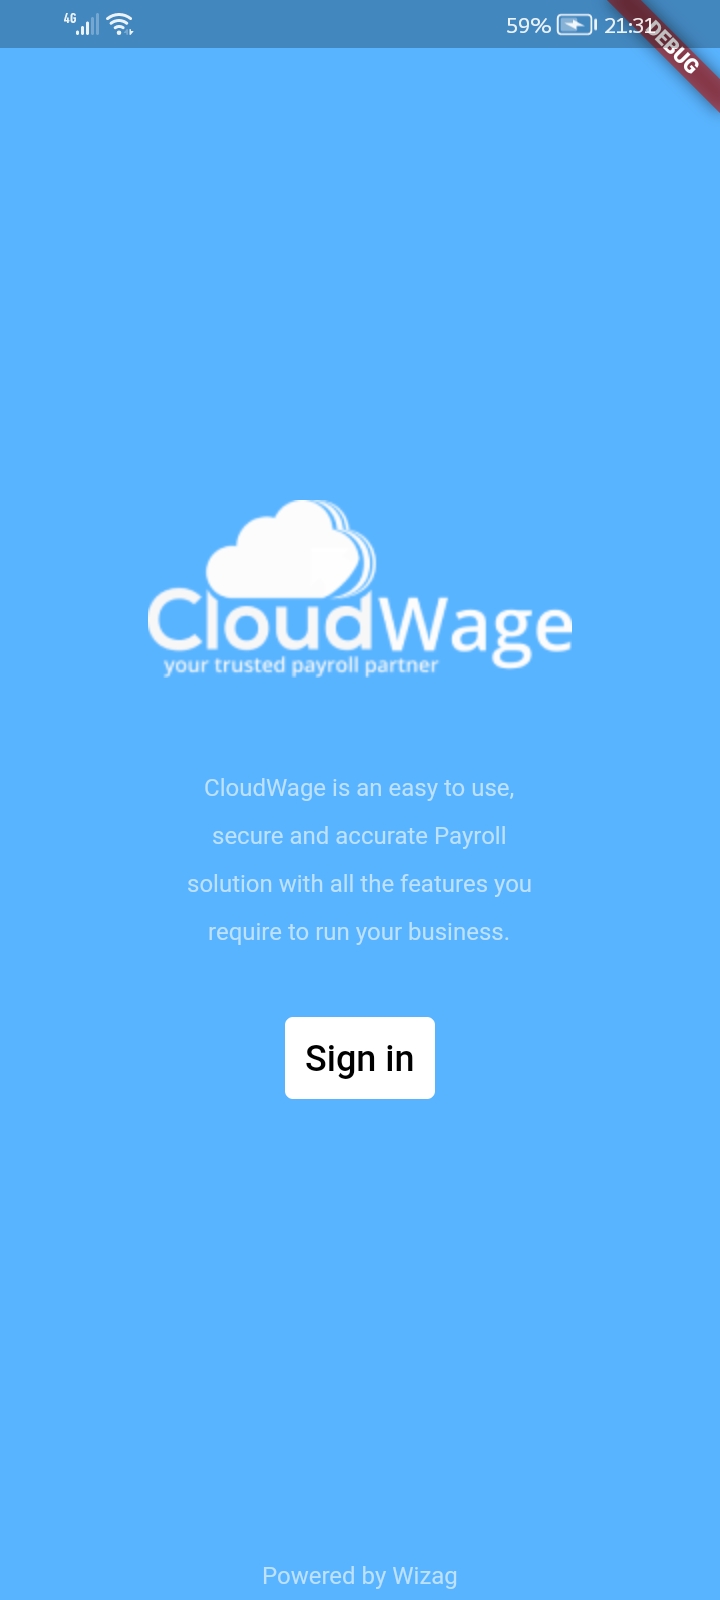 4G 59% 21:31
DEBUG
CloudWage
your trusted payroll partner
CloudWage is an easy to use,
secure and accurate Payroll
solution with all the features you
require to run your business.
Sign in
Powered by Wizag